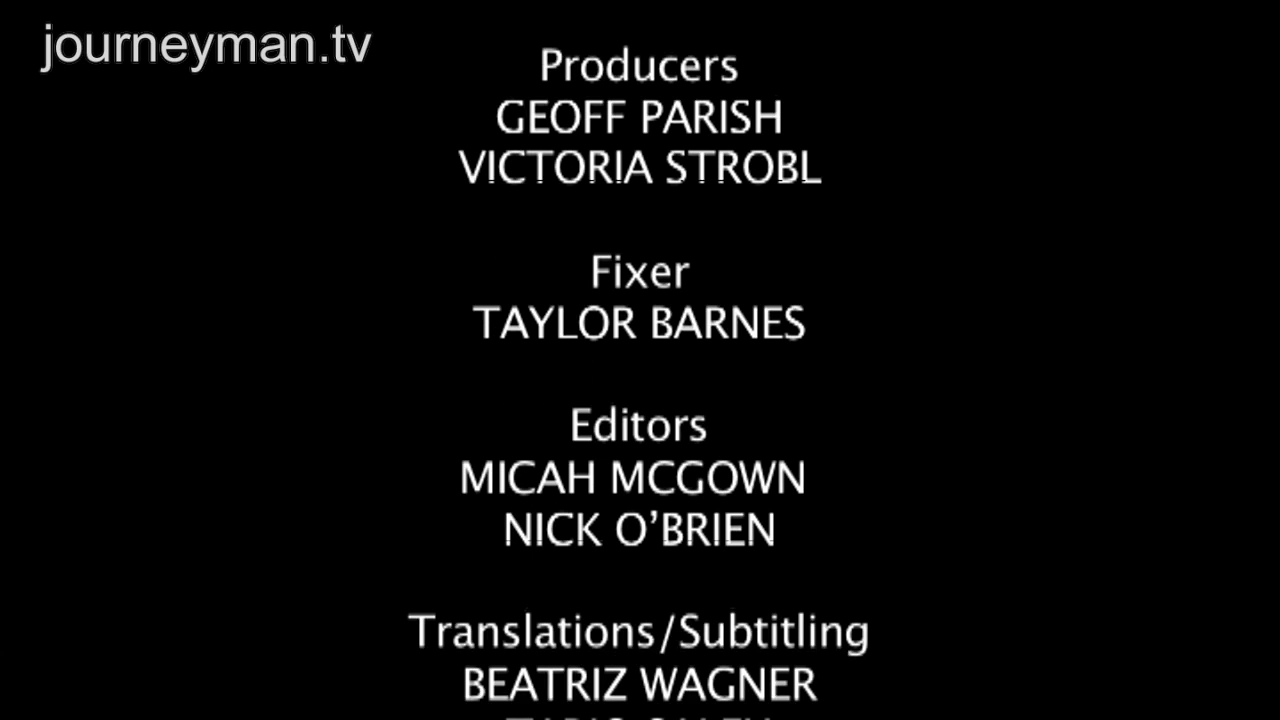 journeyman.tv
Producers
GEOFF PARISH
VICTORIA STROBL
Fixer
TAYLOR BARNES
Editors
MICAH MCGOWN
NICK O’BRIEN
Translations/Subtitling
BEATRIZ WAGNER